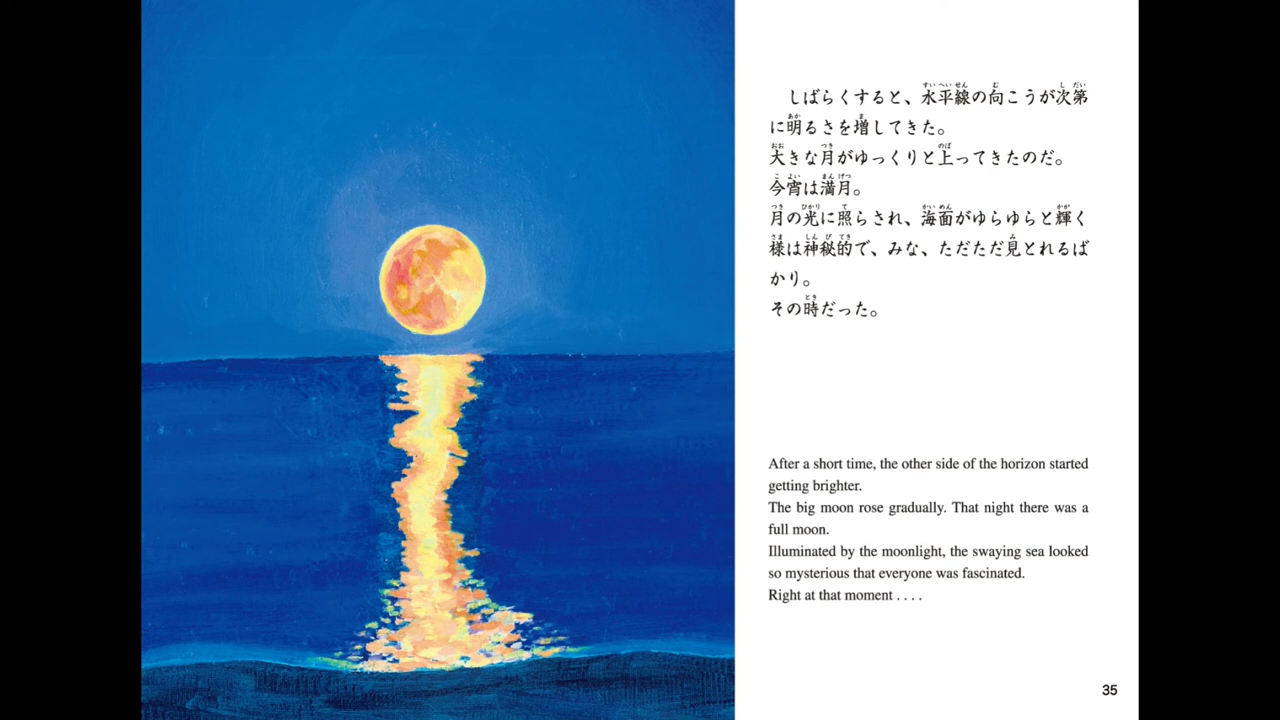 しばらくすると、水平線の向こうが次第
に明るさを増してきた。
大きな月がゆっくりと上ってきたのだ。
今宵は満月。
月の光に照らされ、海面がゆらゆらと輝く
様は神秘的で、みな、ただただ見とれるば
かり。
その時だった。
After a short time, the other side of the horizon started
getting brighter.
The big moon rose gradually. That night there was a
full moon.
Illuminated by the moonlight, the swaying sea looked
so mysterious that everyone was fascinated.
Right at that moment . . . .
35